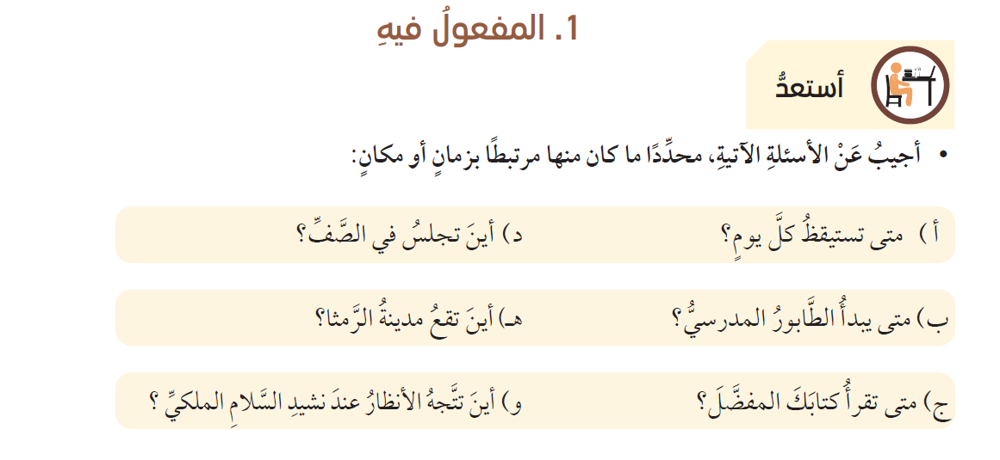 1. المفعولُ فيهِ
أستعدُّ
• أجيبُ عَنْ الأسئلةِ الآتيةِ، محدِّدًا ما كان منها مرتبطًا بزمانٍ أو مكانٍ:
أ ) متى تستيقظُ كلَّ يومٍ؟
د) أينَ تجلسُ في الصَّفِّ؟
ب) متى يبدأُ الطَّابورُ المدرسيُّ؟
هـ) أينَ تقعُ مدينةُ الرَّمثا؟
ج) متى تقرأُ كتابَكَ المفضَّلَ؟
و) أينَ تتَّجهُ الأنظارُ عندَ نشيدِ السَّلامِ الملكيِّ ؟